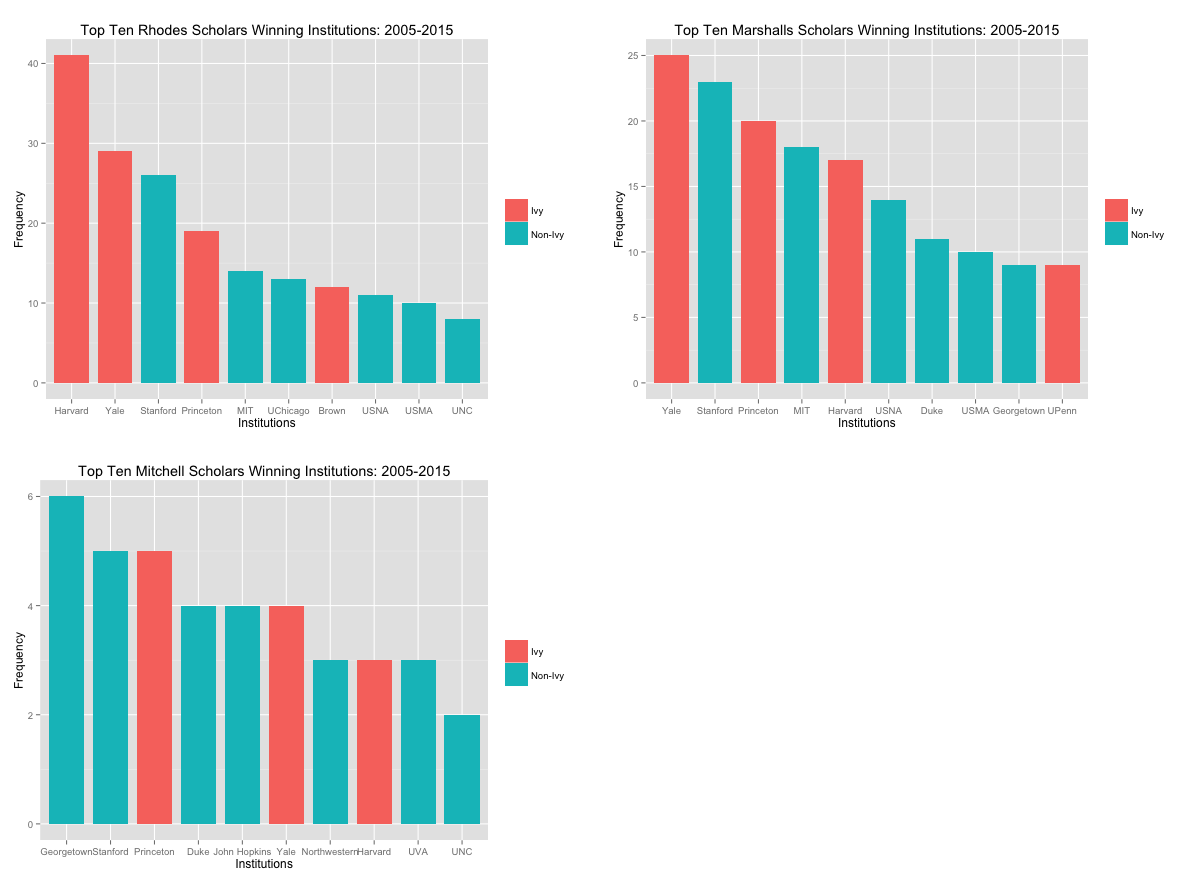 Top Ten Rhodes Scholars Winning Institutions: 2005-2015
Frequency
40
30
20
10
0
Harvard Yale Stanford Princeton MIT UChicago Brown USNA USMA UNC
Institutions
Ivy
Non-Ivy
Top Ten Marshalls Scholars Winning Institutions: 2005-2015
Frequency
25
20
15
10
5
0
Yale Stanford Princeton MIT Harvard USNA Duke USMA Georgetown UPenn
Institutions
Ivy
Non-Ivy
Top Ten Mitchell Scholars Winning Institutions: 2005-2015
Frequency
6
4
2
0
Georgetown Stanford Princeton Duke John Hopkins Yale Northwestern Harvard UVA UNC
Institutions
Ivy
Non-Ivy